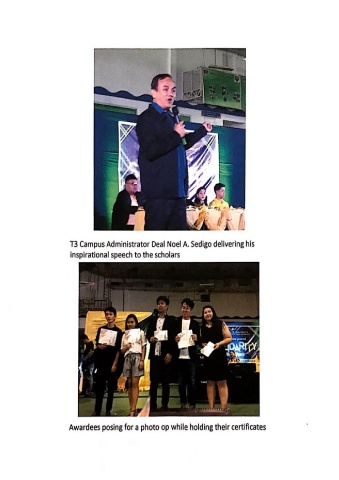 T3 Campus Administrator Deal Noel A. Sedigo delivering his
inspirational speech to the scholars
Awardees posing for a photo op while holding their certificates